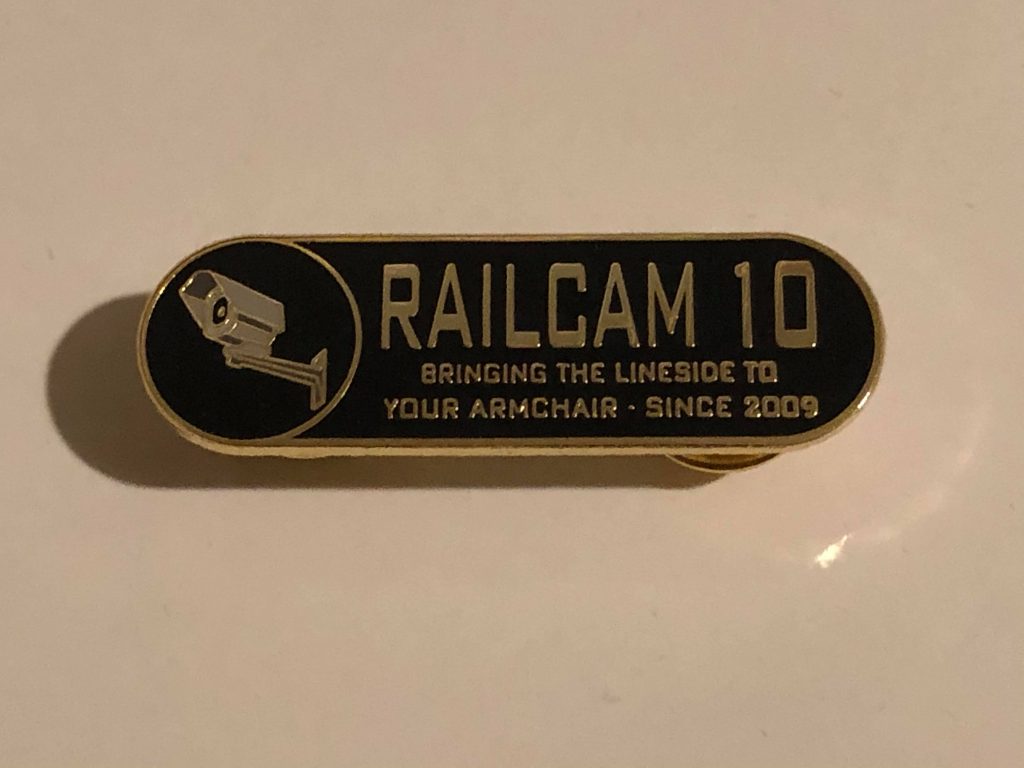 RAILCAM 10
BRINGING THE LINESIDE TO
YOUR ARMCHAIR · SINCE 2009